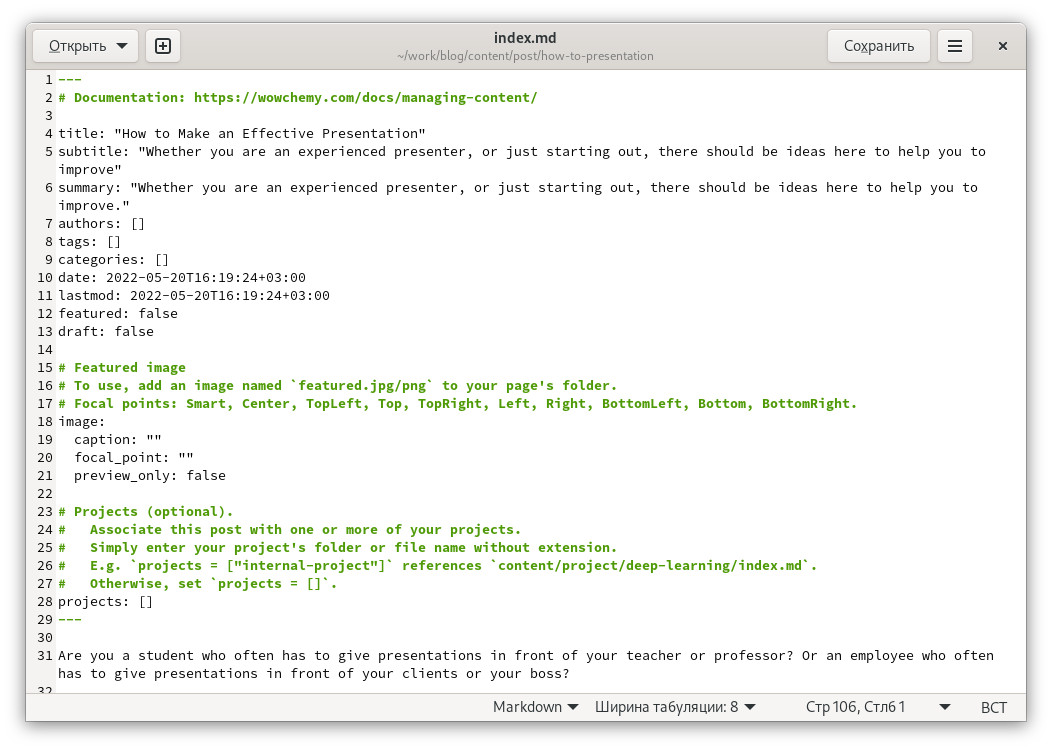 Открыть
index.md
~/work/blog/content/post/how-to-presentation
Сохранить
1 ---
2 # Documentation: https://wowchemy.com/docs/managing-content/
3
4 title: "How to Make an Effective Presentation"
5 subtitle: "Whether you are an experienced presenter, or just starting out, there should be ideas here to help you to
improve"
6 summary: "Whether you are an experienced presenter, or just starting out, there should be ideas here to help you to
improve."
7 authors: []
8 tags: []
9 categories: []
10 date: 2022-05-20T16:19:24+03:00
11 lastmod: 2022-05-20T16:19:24+03:00
12 featured: false
13 draft: false
14
15 # Featured image
16 # To use, add an image named `featured.jpg/png` to your page's folder.
17 # Focal points: Smart, Center, TopLeft, Top, TopRight, Left, Right, BottomLeft, Bottom, BottomRight.
18 image:
19   caption: ""
20   focal_point: ""
21   preview_only: false
22
23 # Projects (optional).
24 #   Associate this post with one or more of your projects.
25 #   Simply enter your project's folder or file name without extension.
26 #   E.g. `projects = ["internal-project"]` references `content/project/deep-learning/index.md`.
27 #   Otherwise, set `projects = []`.
28 projects: []
29 ---
30
31 Are you a student who often has to give presentations in front of your teacher or professor? Or an employee who often
has to give presentations in front of your clients or your boss?
32
Markdown
Ширина табуляции: 8
Стр 106, Стлб 1
ВСТ